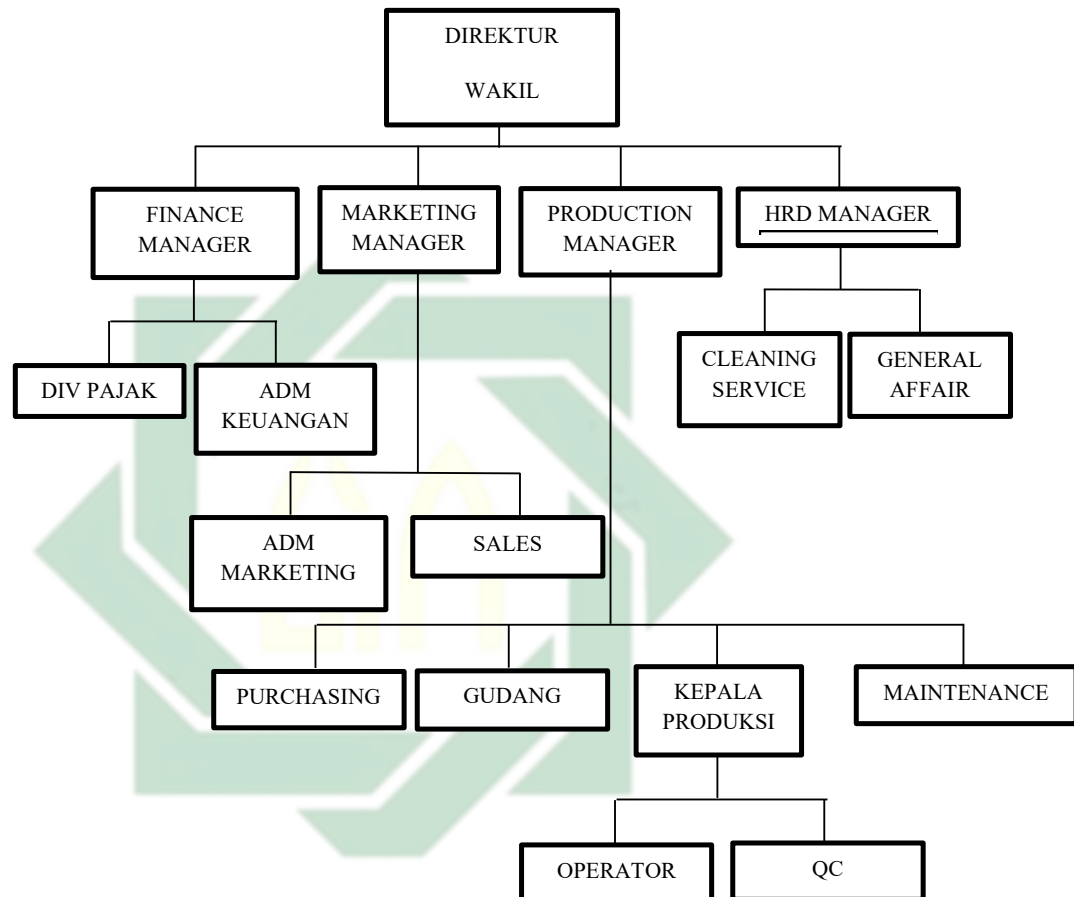 DIREKTUR
WAKIL
FINANCE
MANAGER
MARKETING
MANAGER
PRODUCTION
MANAGER
HRD MANAGER
CLEANING
SERVICE
GENERAL
AFFAIR
DIV PAJAK
ADM
KEUANGAN
ADM
MARKETING
SALES
PURCHASING
GUDANG
KEPALA
PRODUKSI
MAINTENANCE
OPERATOR
QC